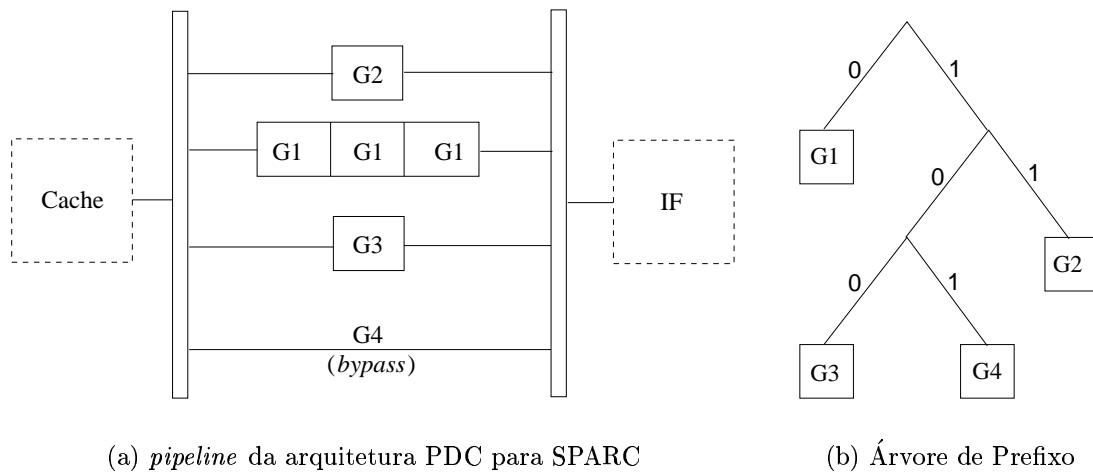 G2
G1 G1 G1
Cache
IF
G3
G4
(bypass)
0 1
G1
0 1
G2
0 1
G3 G4
(a) pipeline da arquitetura PDC para SPARC
(b) Árvore de Prefixo